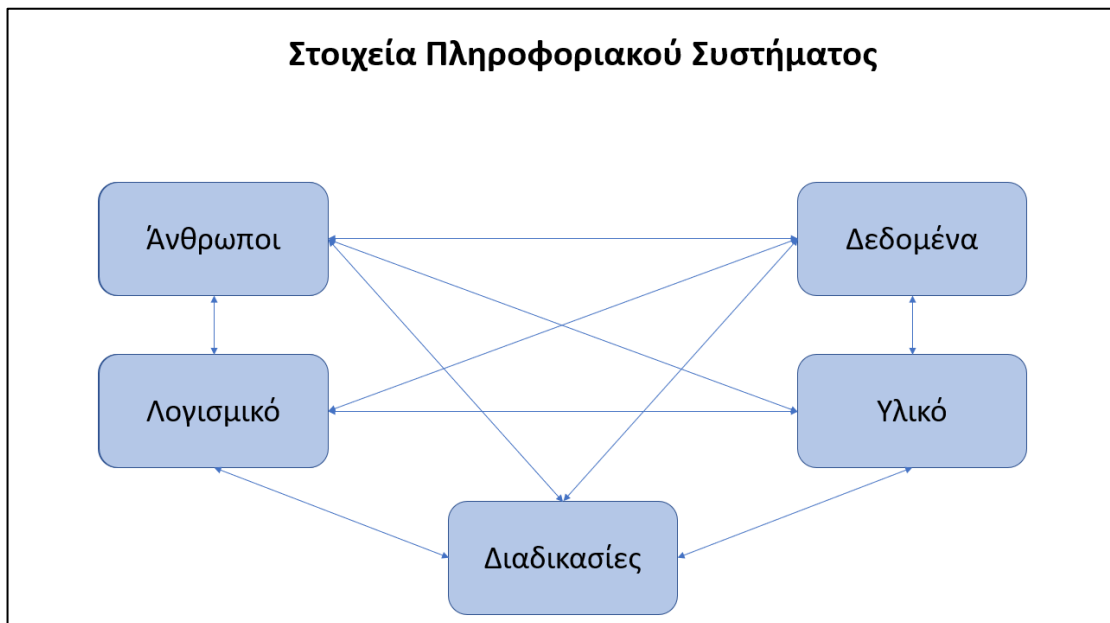 Στοιχεία Πληροφοριακού Συστήματος
Άνθρωποι
Δεδομένα
Λογισμικό
Υλικό
Διαδικασίες